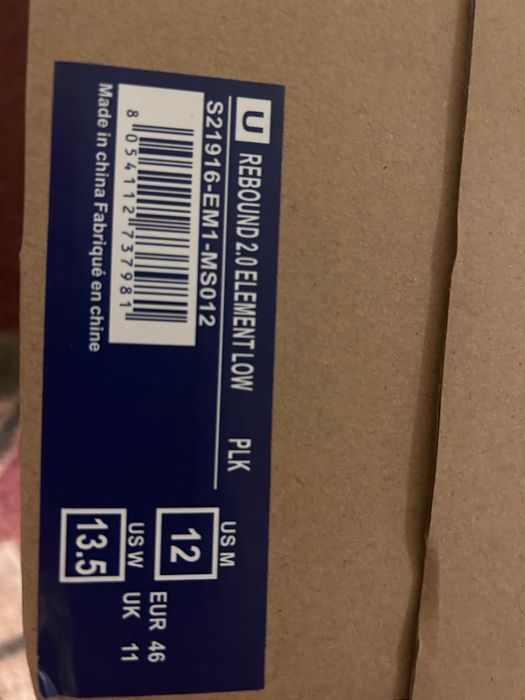 U REBOUND 2.0 ELEMENT LOW PLK
S21916-EM1-MS012
8 054112 737981
Made in china Fabriqué en chine
US M
12 EUR 46
US W UK 11
13.5